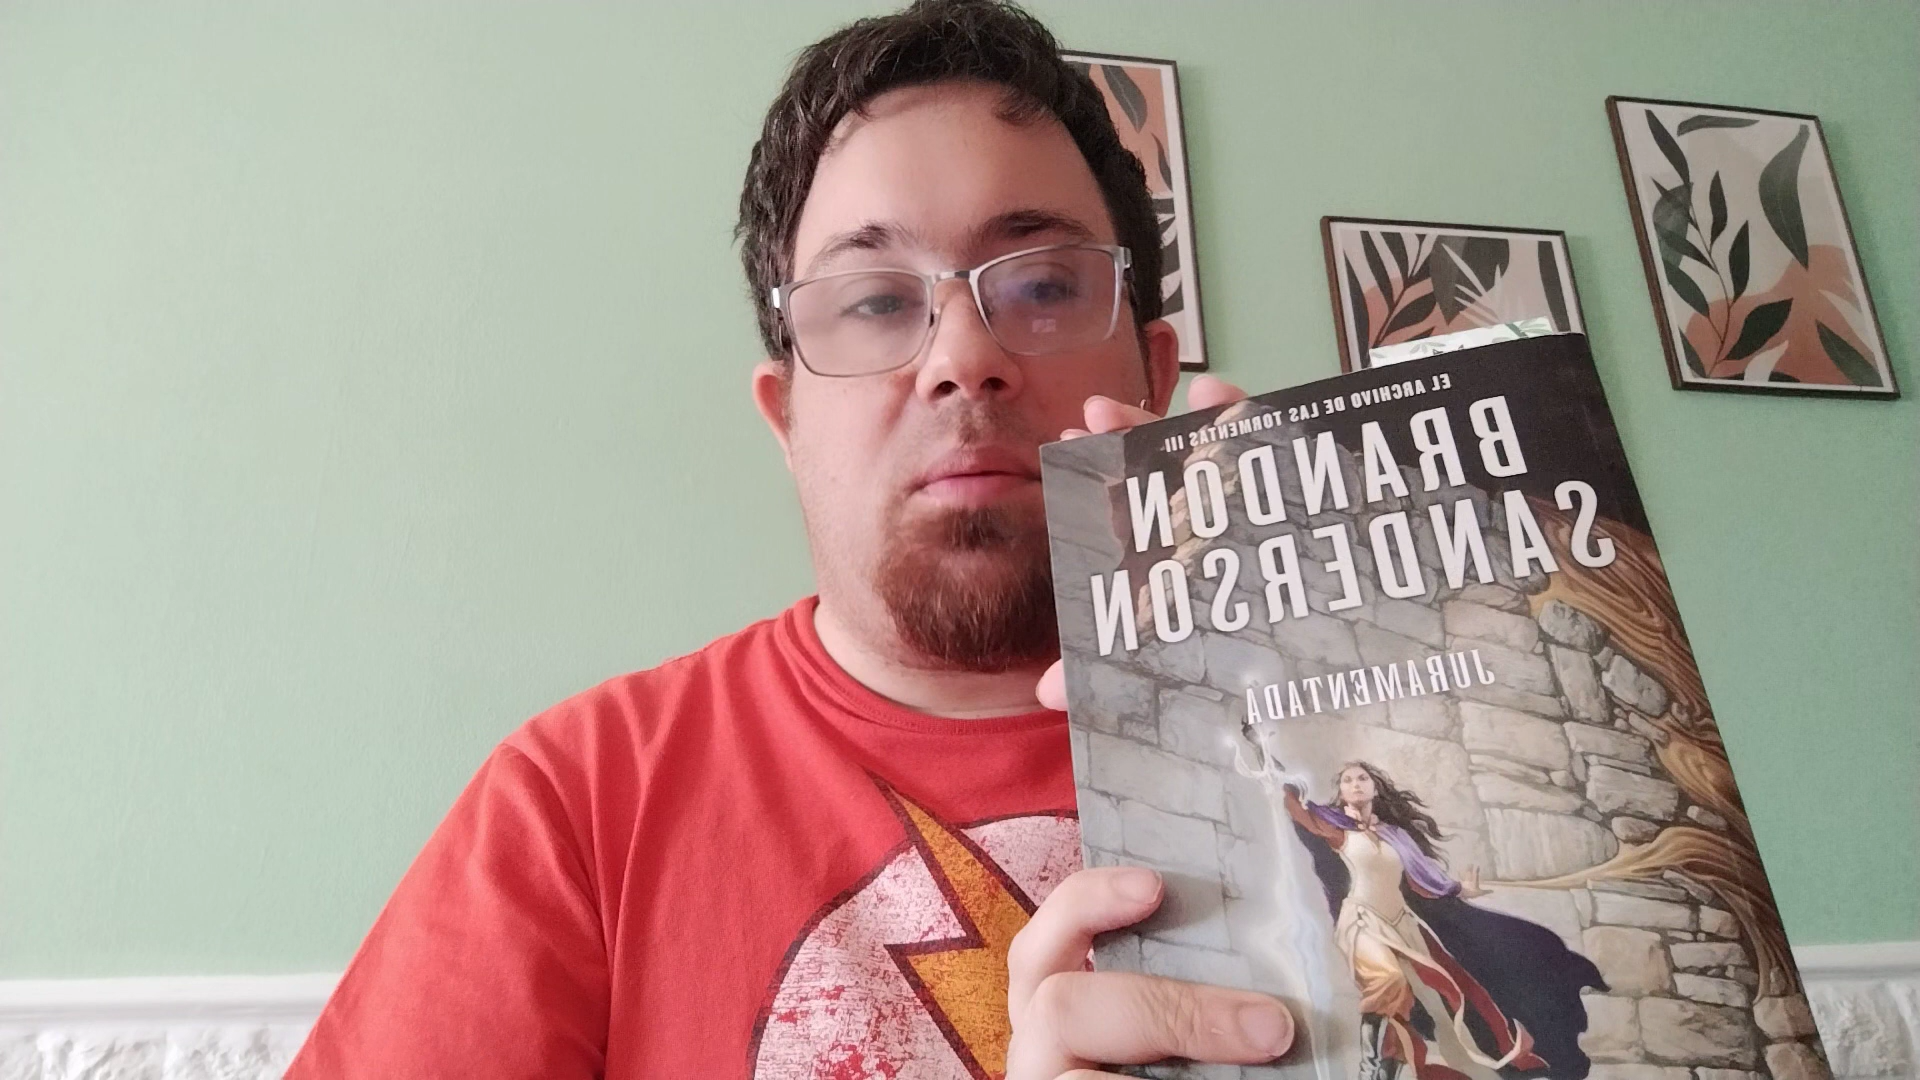 EL ARCHIVO DE LAS TORMENTAS III
BRANDON
SANDERSON
JURAMENTADA